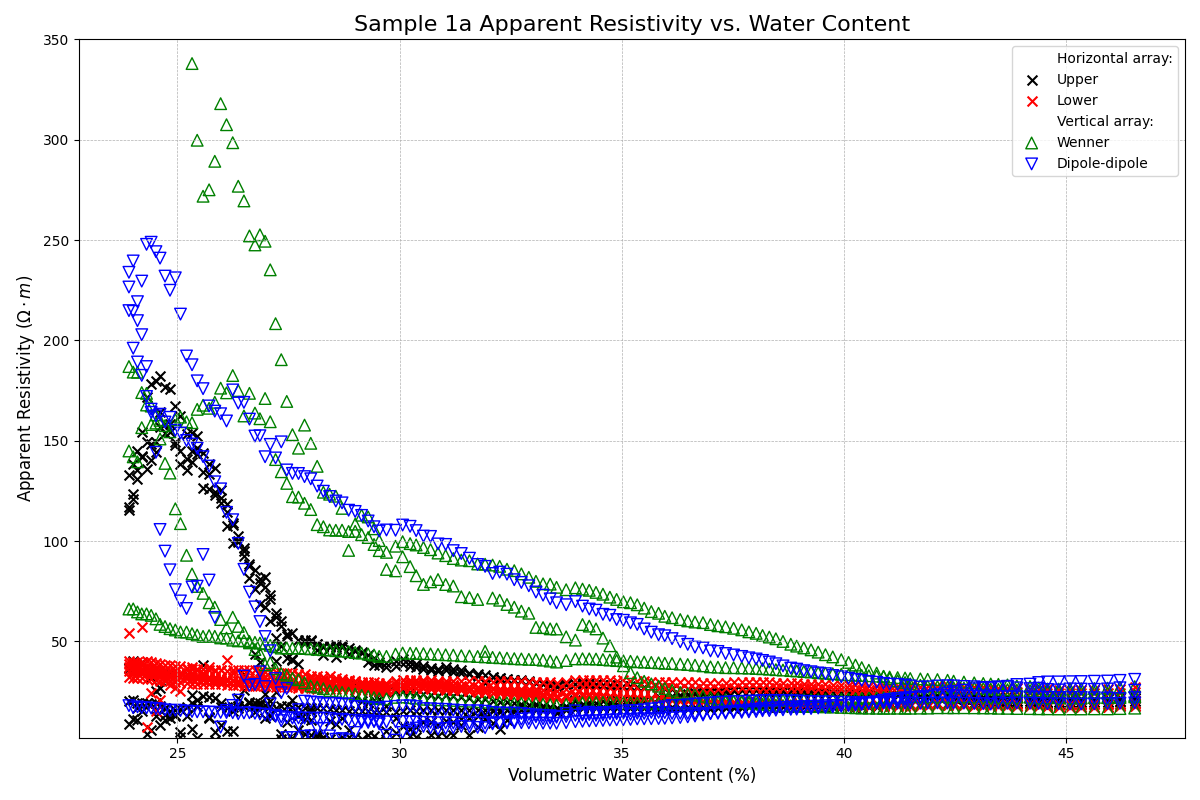 Sample 1a Apparent Resistivity vs. Water Content
350
300
250
200
150
100
50
Apparent Resistivity (Ω · m)
Horizontal array:
Upper
Lower
Vertical array:
Wenner
Dipole-dipole
25
30
35
40
45
Volumetric Water Content (%)